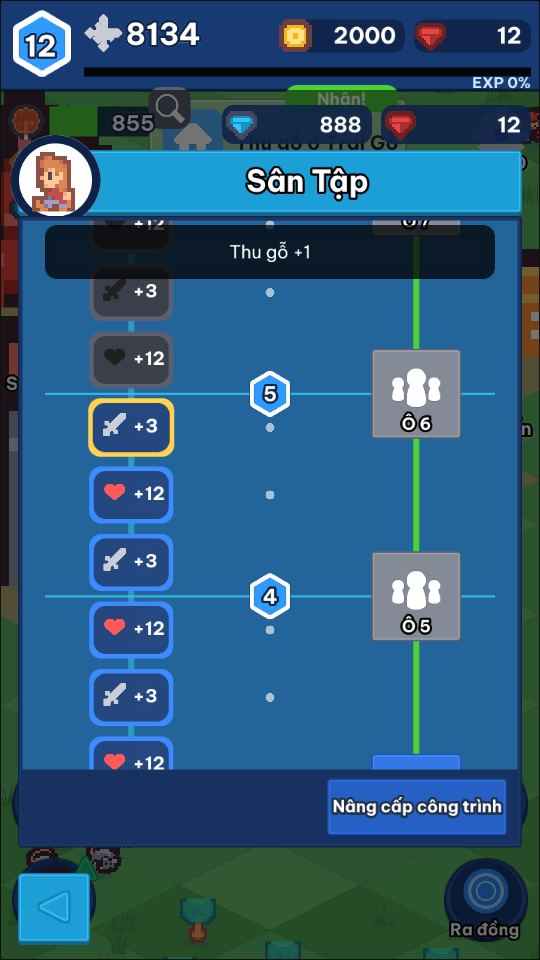 12
8134
2000
12
EXP 0%
Nhận!
855
888
12
Sân Tập
+12
Thu gỗ +1
+3
+12
5
Ô 6
+3
+12
+3
4
Ô 5
+12
+3
+12
Nâng cấp công trình
Ra đồng